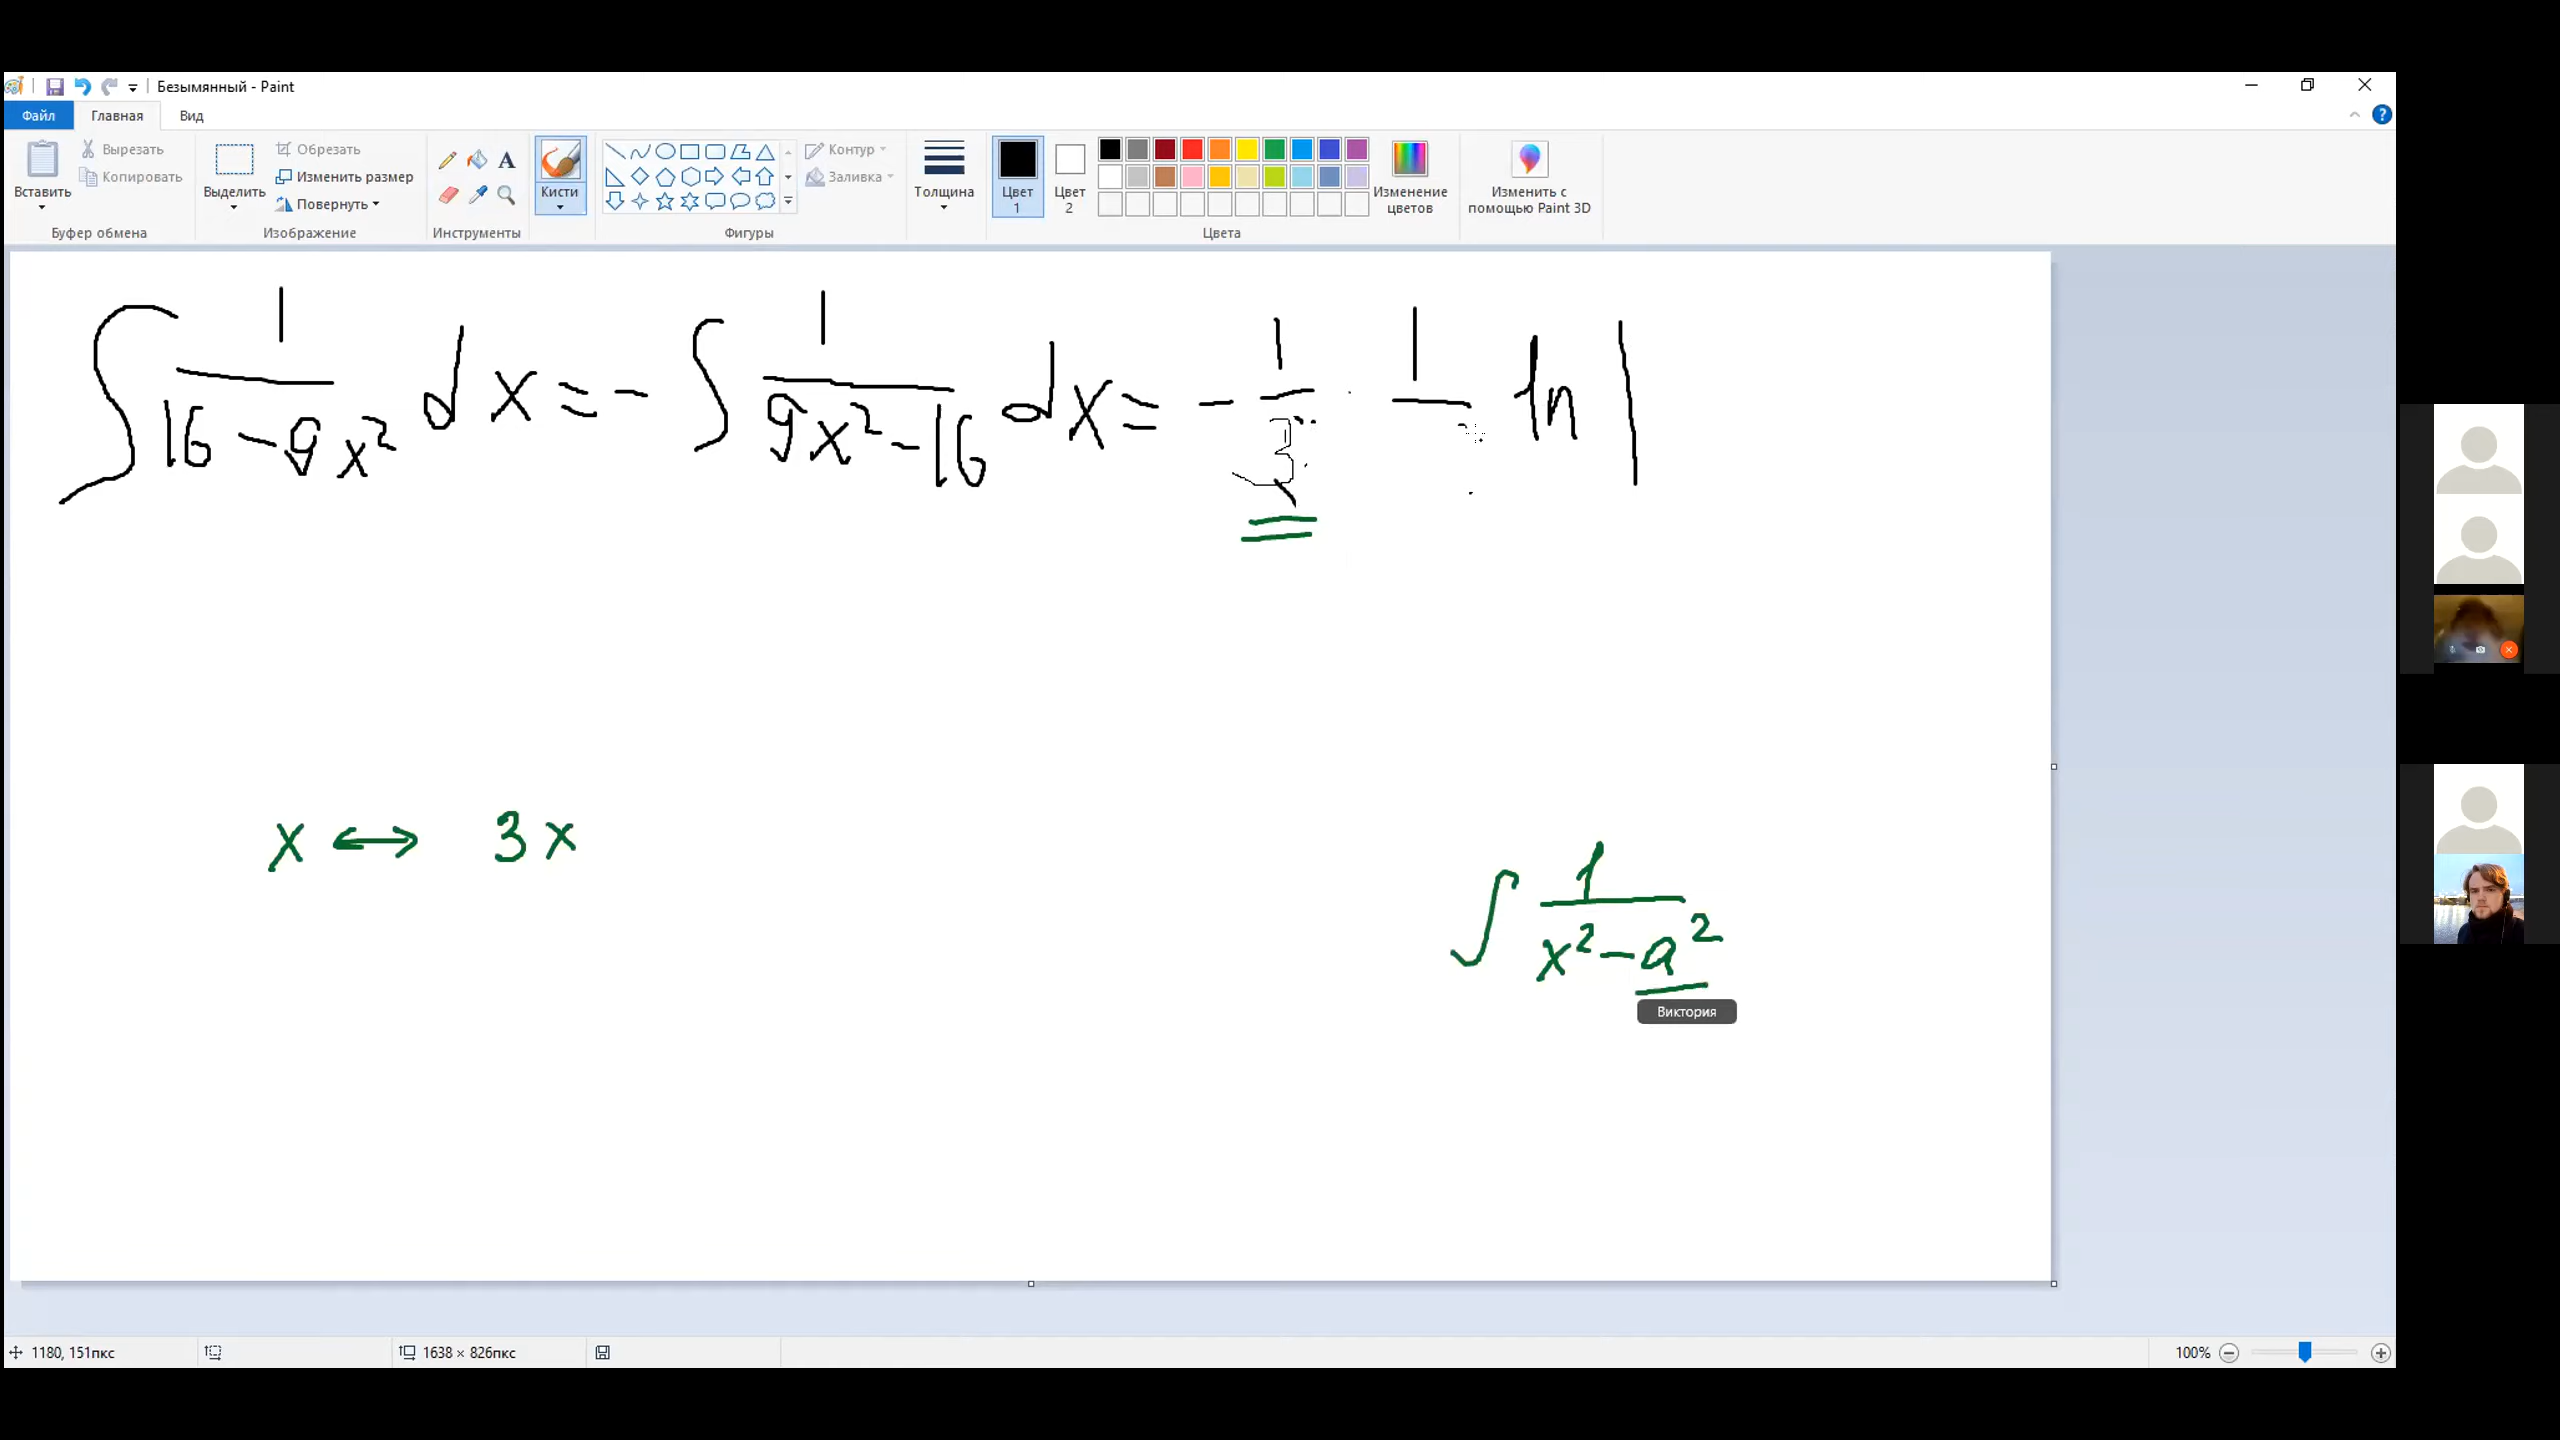 Безымянный - Paint
Файл Главная Вид
Вставить Вырезать Копировать
Буфер обмена
Выделить Обрезать Изменить размер Повернуть
Изображение
A
Инструменты
Кисти
Контур Заливка
Фигуры
Толщина
Цвет 1 Цвет 2
Изменение цветов
Цвета
Изменить с помощью Paint 3D
∫ 1/(16 - 9x²) dx = - ∫ 1/(9x² - 16) dx = - 1/3 · 1/ ln |
x ↔ 3x
∫ 1/(x² - a²)
Виктория
1180, 151пкс 1638 × 826пкс 100%